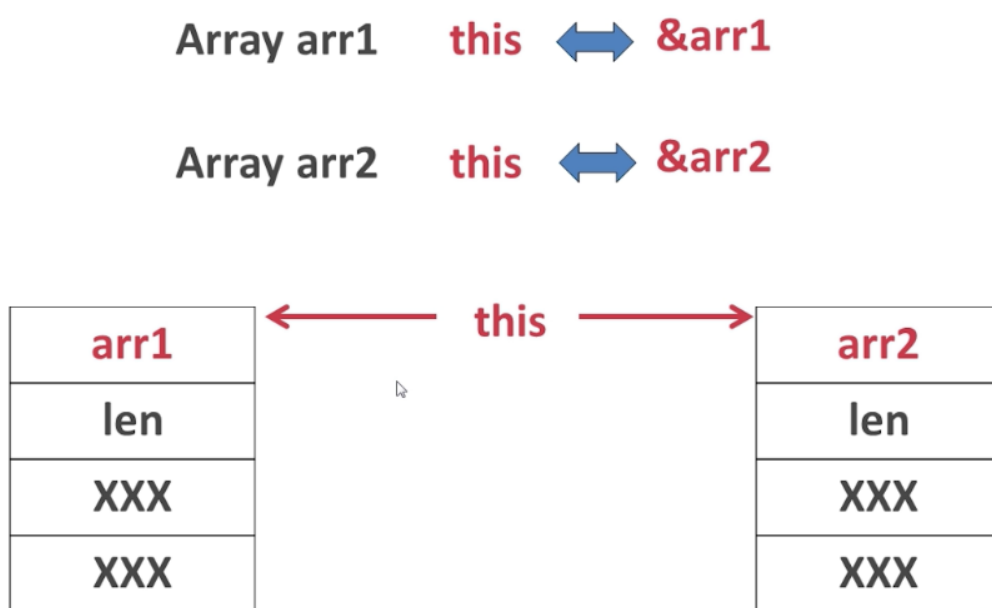 Array arr1 this &arr1
Array arr2 this &arr2
this
arr1 arr2
len len
XXX XXX
XXX XXX